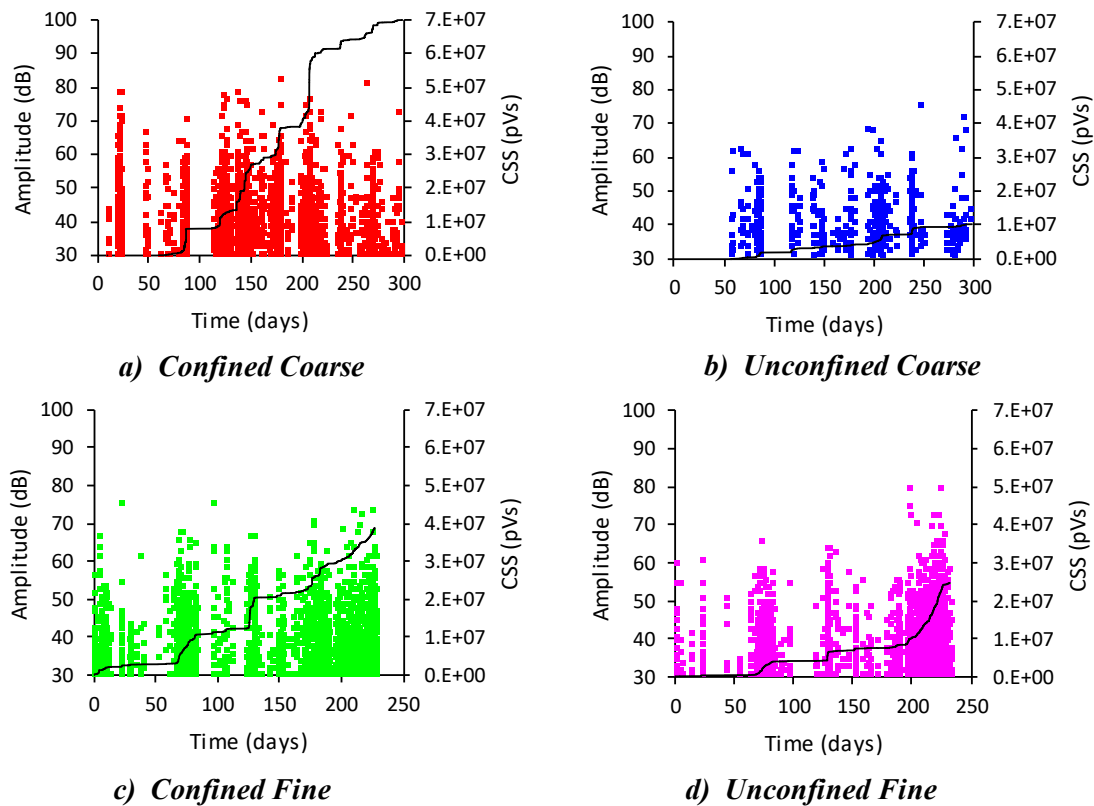 100 7.E+07
90 6.E+07
80 5.E+07
70 4.E+07
60 3.E+07
50 2.E+07
40 1.E+07
30 0.E+00
Amplitude (dB)
CSS (pVs)
0 50 100 150 200 250 300
Time (days)
a) Confined Coarse
100 7.E+07
90 6.E+07
80 5.E+07
70 4.E+07
60 3.E+07
50 2.E+07
40 1.E+07
30 0.E+00
Amplitude (dB)
CSS (pVs)
0 50 100 150 200 250 300
Time (days)
b) Unconfined Coarse
100 7.E+07
90 6.E+07
80 5.E+07
70 4.E+07
60 3.E+07
50 2.E+07
40 1.E+07
30 0.E+00
Amplitude (dB)
CSS (pVs)
0 50 100 150 200 250
Time (days)
c) Confined Fine
100 7.E+07
90 6.E+07
80 5.E+07
70 4.E+07
60 3.E+07
50 2.E+07
40 1.E+07
30 0.E+00
Amplitude (dB)
CSS (pVs)
0 50 100 150 200 250
Time (days)
d) Unconfined Fine